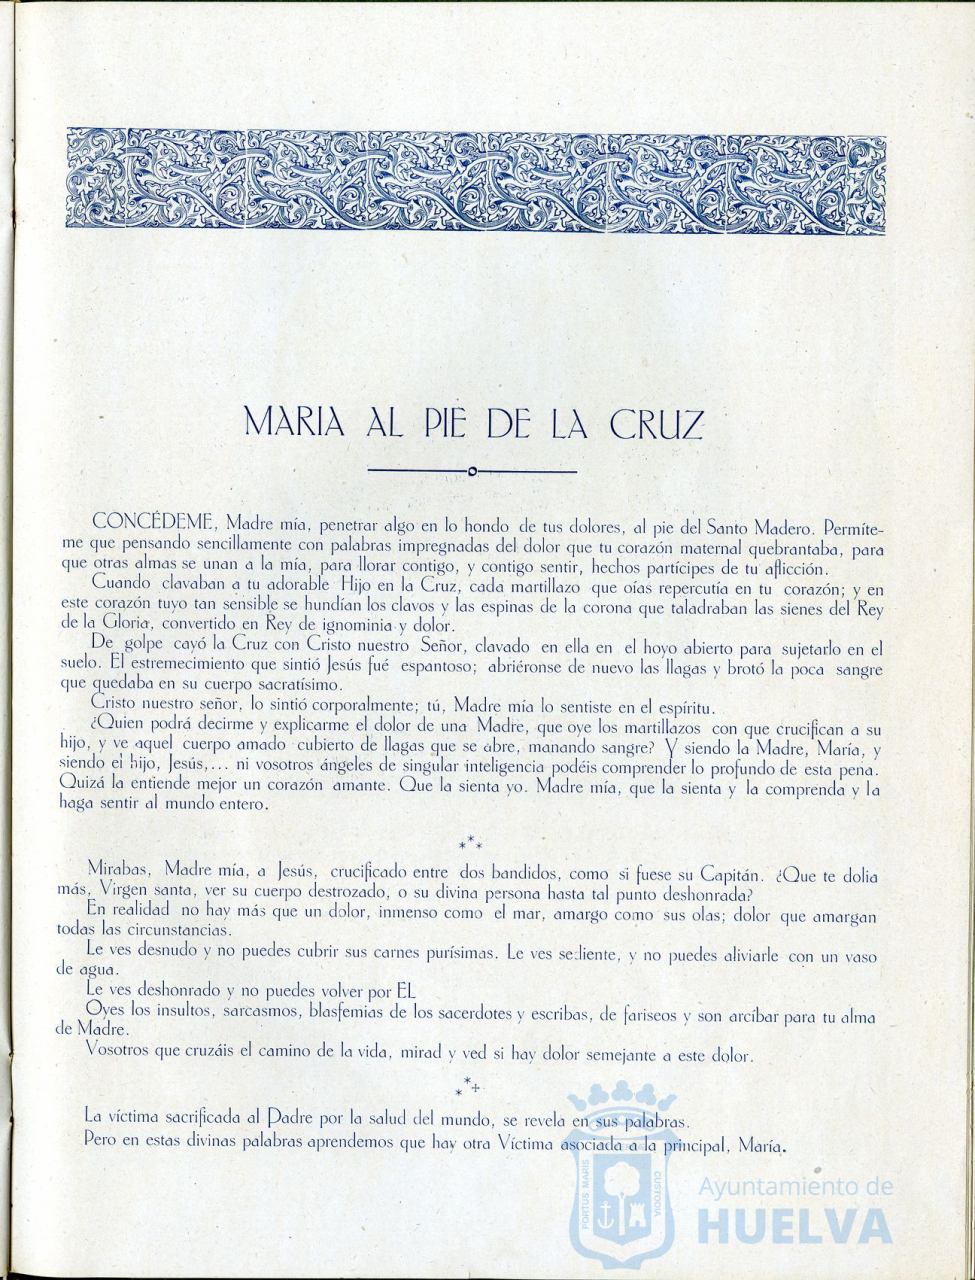 MARIA AL PIE DE LA CRUZ
CONCÉDEME, Madre mía, penetrar algo en lo hondo de tus dolores, al pie del Santo Madero. Permíte-
me que pensando sencillamente con palabras impregnadas del dolor que tu corazón maternal quebrantaba, para
que otras almas se unan a la mía, para llorar contigo, y contigo sentir, hechos partícipes de tu aflicción.
Cuando clavaban a tu adorable Hijo en la Cruz, cada martillazo que oías repercutía en tu corazón; y en
este corazón tuyo tan sensible se hundían los clavos y las espinas de la corona que taladraban las sienes del Rey
de la Gloria, convertido en Rey de ignominia y dolor.
De golpe cayó la Cruz con Cristo nuestro Señor, clavado en ella en el hoyo abierto para sujetarlo en el
suelo. El estremecimiento que sintió Jesús fué espantoso; abriéronse de nuevo las llagas y brotó la poca sangre
que quedaba en su cuerpo sacratísimo.
Cristo nuestro señor, lo sintió corporalmente; tú, Madre mía lo sentiste en el espíritu.
¿Quien podrá decirme y explicarme el dolor de una Madre, que oye los martillazos con que crucifican a su
hijo, y ve aquel cuerpo amado cubierto de llagas que se abre, manando sangre? Y siendo la Madre, María, y
siendo el hijo, Jesús,... ni vosotros ángeles de singular inteligencia podéis comprender lo profundo de esta pena.
Quizá la entiende mejor un corazón amante. Que la sienta yo. Madre mía, que la sienta y la comprenda y la
haga sentir al mundo entero.
***
Mirabas, Madre mía, a Jesús, crucificado entre dos bandidos, como si fuese su Capitán. ¿Que te dolia
más, Virgen santa, ver su cuerpo destrozado, o su divina persona hasta tal punto deshonrada?
En realidad no hay más que un dolor, inmenso como el mar, amargo como sus olas; dolor que amargan
todas las circunstancias.
Le ves desnudo y no puedes cubrir sus carnes purísimas. Le ves sediente, y no puedes aliviarle con un vaso
de agua.
Le ves deshonrado y no puedes volver por EL
Oyes los insultos, sarcasmos, blasfemias de los sacerdotes y escribas, de fariseos y son arcíbar para tu alma
de Madre.
Vosotros que cruzáis el camino de la vida, mirad y ved si hay dolor semejante a este dolor.
***
La víctima sacrificada al Padre por la salud del mundo, se revela en sus palabras.
Pero en estas divinas palabras aprendemos que hay otra Víctima asociada a la principal, María.
PORTUS MARIS
CUSTODIA
Ayuntamiento de
HUELVA